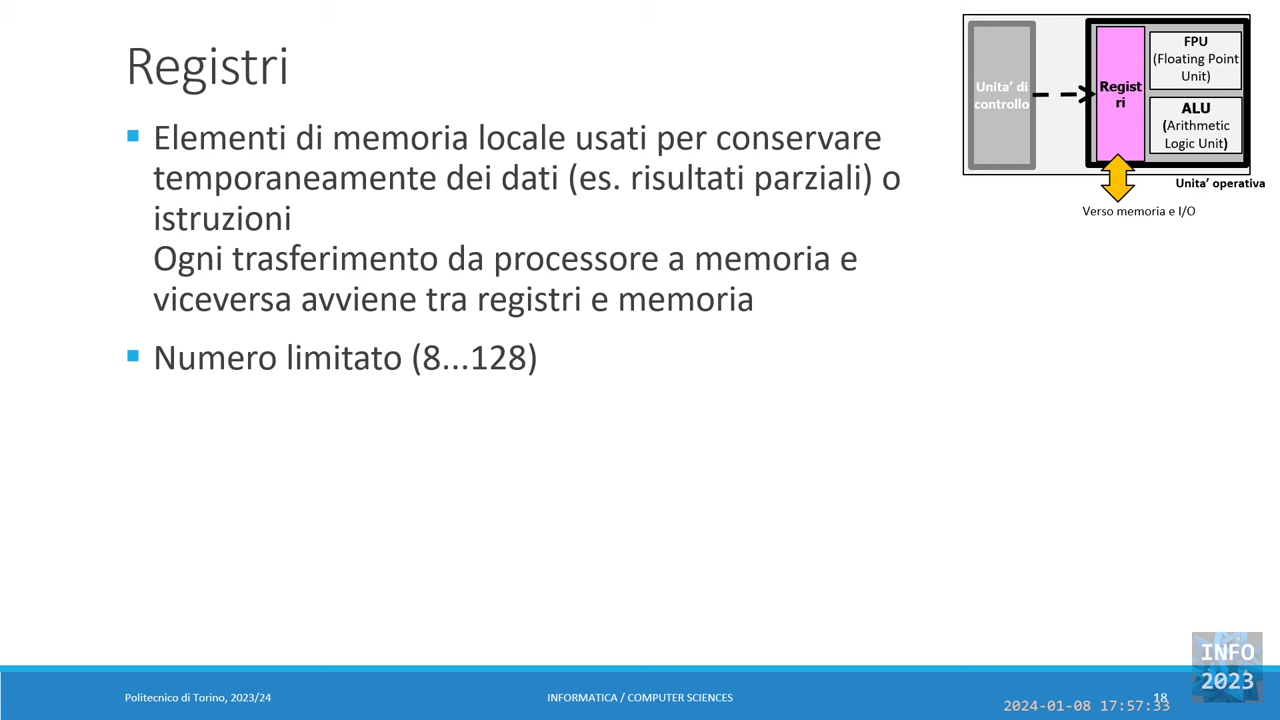 Registri
Elementi di memoria locale usati per conservare
temporaneamente dei dati (es. risultati parziali) o
istruzioni
Ogni trasferimento da processore a memoria e
viceversa avviene tra registri e memoria
Numero limitato (8...128)
Unita' di
controllo
Regist
ri
FPU
(Floating Point
Unit)
ALU
(Arithmetic
Logic Unit)
Unita' operativa
Verso memoria e I/O
Politecnico di Torino, 2023/24
INFORMATICA / COMPUTER SCIENCES
18
INFO
2023
2024-01-08 17:57:33